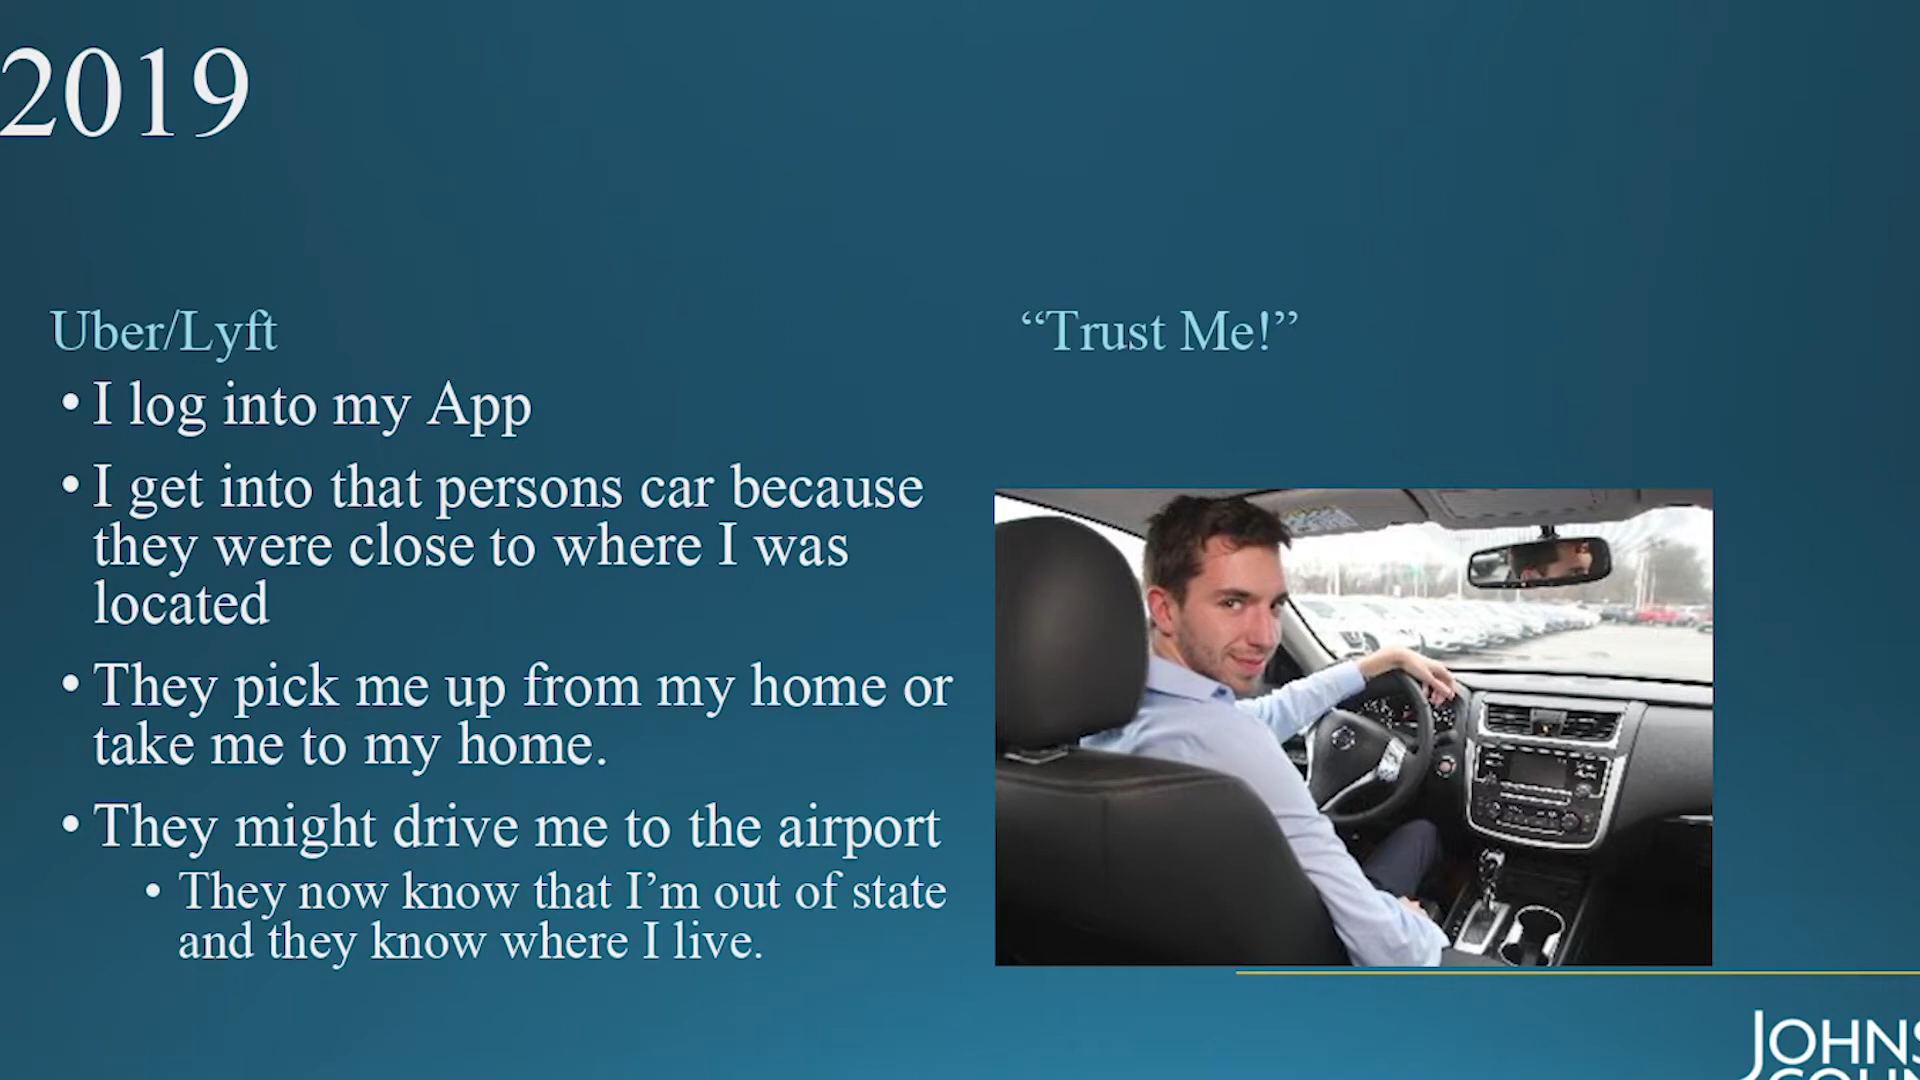 2019
Uber/Lyft
• I log into my App
• I get into that persons car because
they were close to where I was
located
• They pick me up from my home or
take me to my home.
• They might drive me to the airport
• They now know that I’m out of state
and they know where I live.
“Trust Me!”